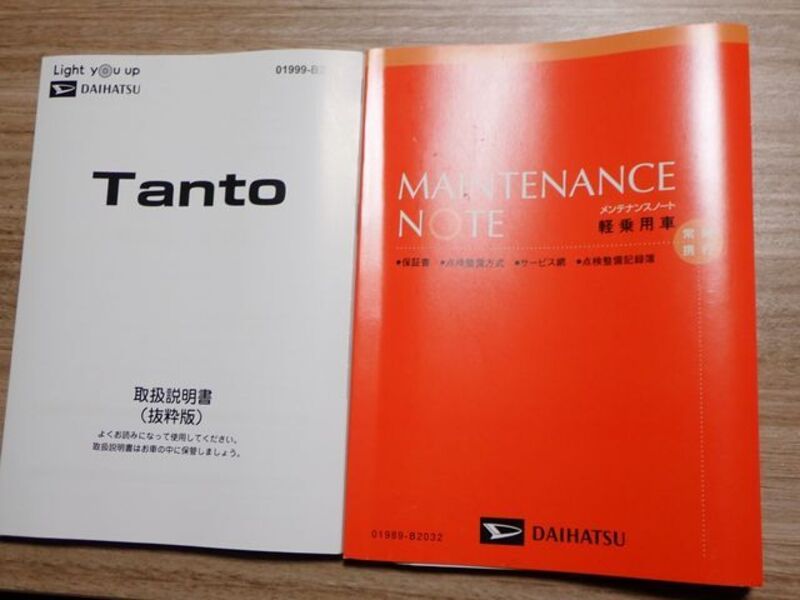 Light you up
DAIHATSU
Tanto
取扱説明書
(抜粋版)
よくお読みになって使用してください。
取扱説明書はお車の中に保管しましょう。
MAINTENANCE
NOTE
メンテナンスノート
軽乗用車
●保証書 ●点検整備方式 ●サービス網 ●点検整備記録簿
01989-B2032
DAIHATSU